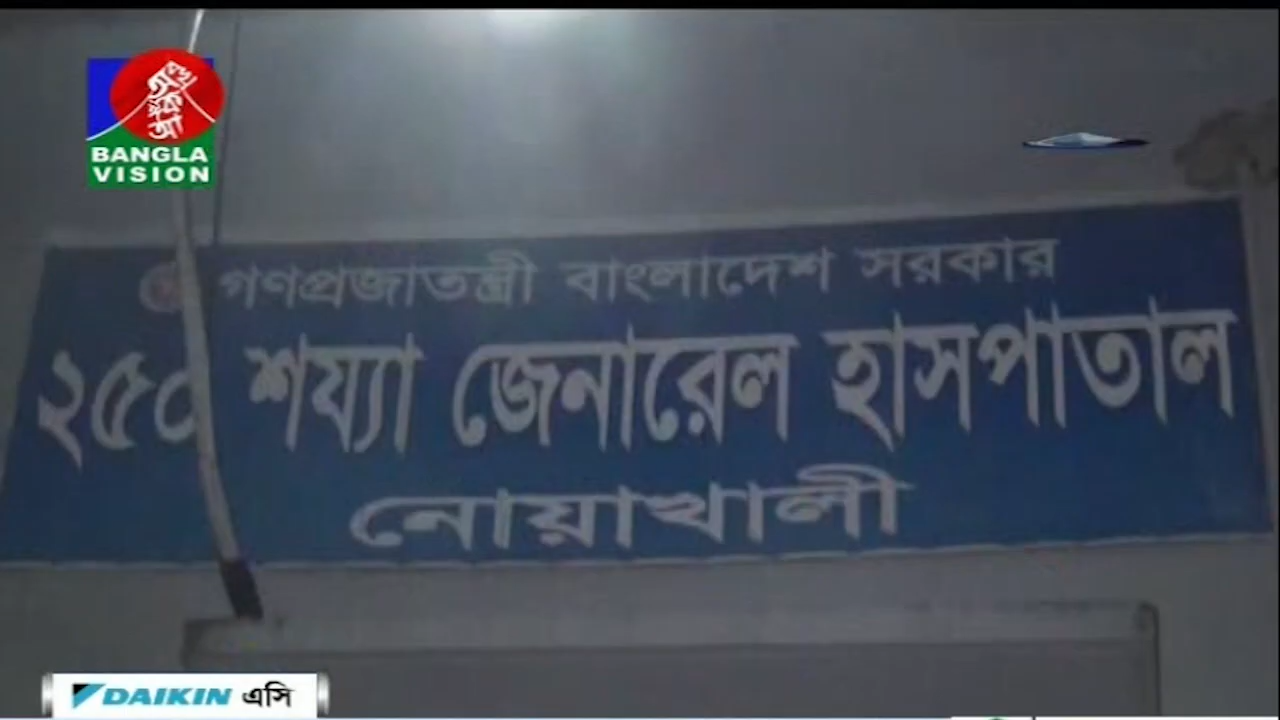 BANGLA
VISION
গণপ্রজাতন্ত্রী বাংলাদেশ সরকার
২৫০ শয্যা জেনারেল হাসপাতাল
নোয়াখালী
DAIKIN এসি